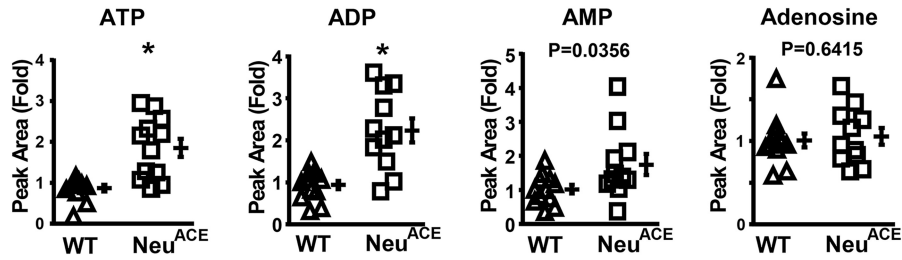 ATP
*
Peak Area (Fold)
4
3
2
1
0
WT
Neu^ACE
ADP
*
Peak Area (Fold)
4
3
2
1
0
WT
Neu^ACE
AMP
P=0.0356
Peak Area (Fold)
5
4
3
2
1
0
WT
Neu^ACE
Adenosine
P=0.6415
Peak Area (Fold)
2
1
0
WT
Neu^ACE